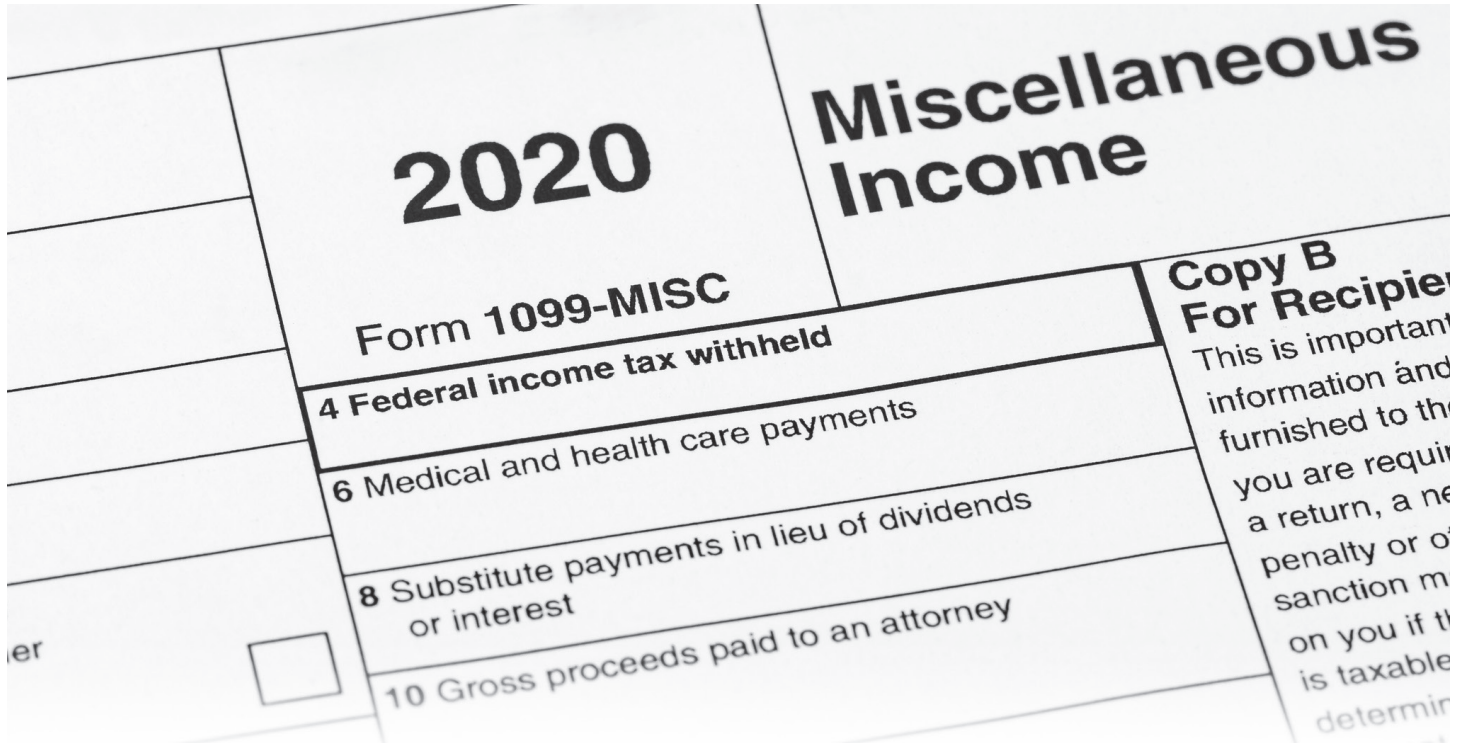 2020
Form 1099-MISC
Miscellaneous
Income
4 Federal income tax withheld
6 Medical and health care payments
8 Substitute payments in lieu of dividends
or interest
10 Gross proceeds paid to an attorney
er
Copy B
For Recipie
This is important
information and
furnished to the
you are requir
a return, a ne
penalty or o
sanction m
on you if th
is taxable
determin